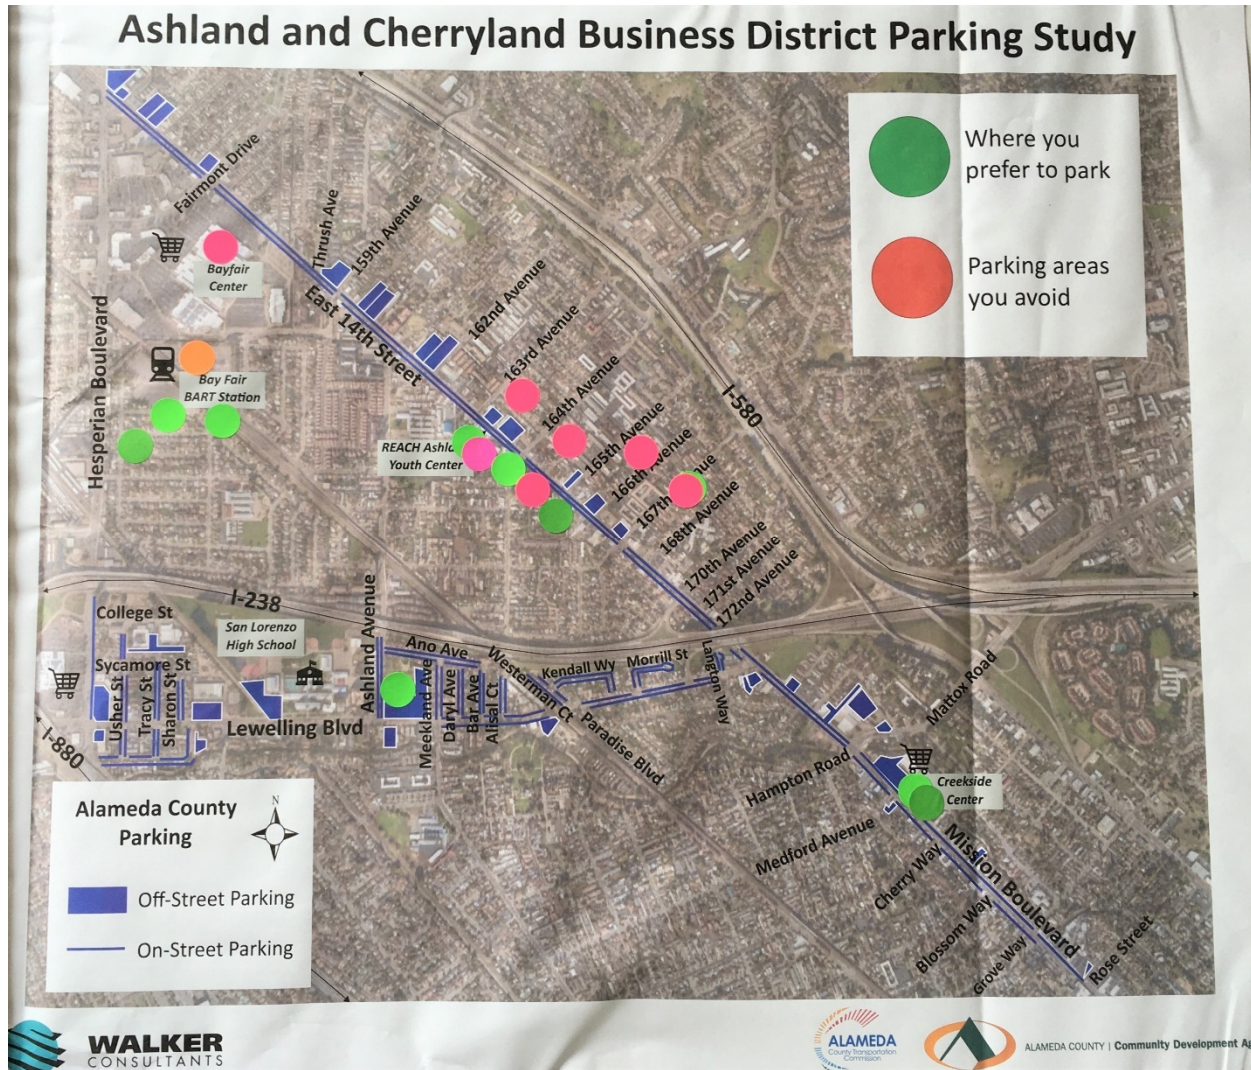 Ashland and Cherryland Business District Parking Study
Where you
prefer to park
Parking areas
you avoid
Fairmont Drive
Thrush Ave
159th Avenue
Bayfair
Center
East 14th Street
162nd Avenue
163rd Avenue
164th Avenue
165th Avenue
166th Avenue
167th
168th Avenue
170th Avenue
171st Avenue
172nd Avenue
I-580
Hesperian Boulevard
Bay Fair
BART Station
REACH
Youth Center
I-238
College St
San Lorenzo
High School
Ashland Avenue
Ano Ave
Sycamore St
Usher St
Tracy St
Sharon St
Lewelling Blvd
Meekland Ave
Daryl Ave
Bar Ave
Alisal Ct
Westerman Ct
Kendall Wy
Morrill St
Langton Way
Paradise Blvd
I-880
Mattox Road
Hampton Road
Creekside
Center
Medford Avenue
Cherry Way
Mission Boulevard
Blossom Way
Grove Way
Rose Street
Alameda County
Parking
N
Off-Street Parking
On-Street Parking
WALKER
CONSULTANTS
ALAMEDA
County Transportation
Commission
ALAMEDA COUNTY | Community Development